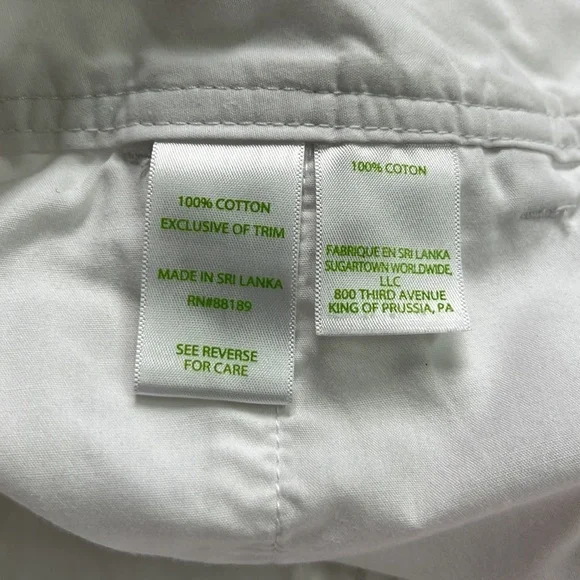 100% COTTON
EXCLUSIVE OF TRIM
MADE IN SRI LANKA
RN#88189
SEE REVERSE
FOR CARE
100% COTON
FABRIQUE EN SRI LANKA
SUGARTOWN WORLDWIDE,
LLC
800 THIRD AVENUE
KING OF PRUSSIA, PA